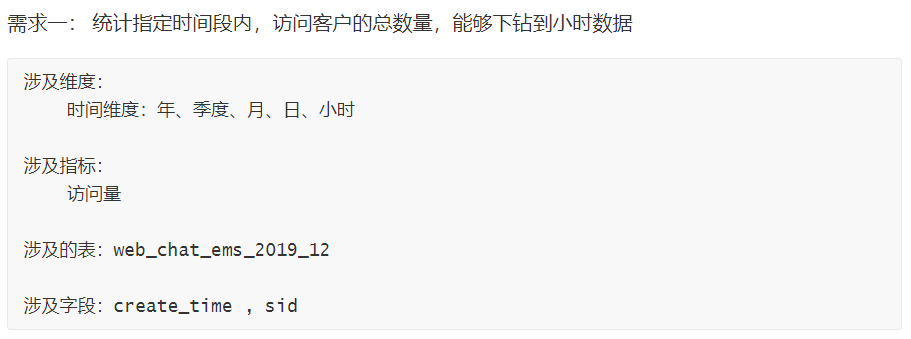 需求一： 统计指定时间段内，访问客户的总数量，能够下钻到小时数据
涉及维度：
时间维度：年、季度、月、日、小时
涉及指标：
访问量
涉及的表：web_chat_ems_2019_12
涉及字段：create_time , sid